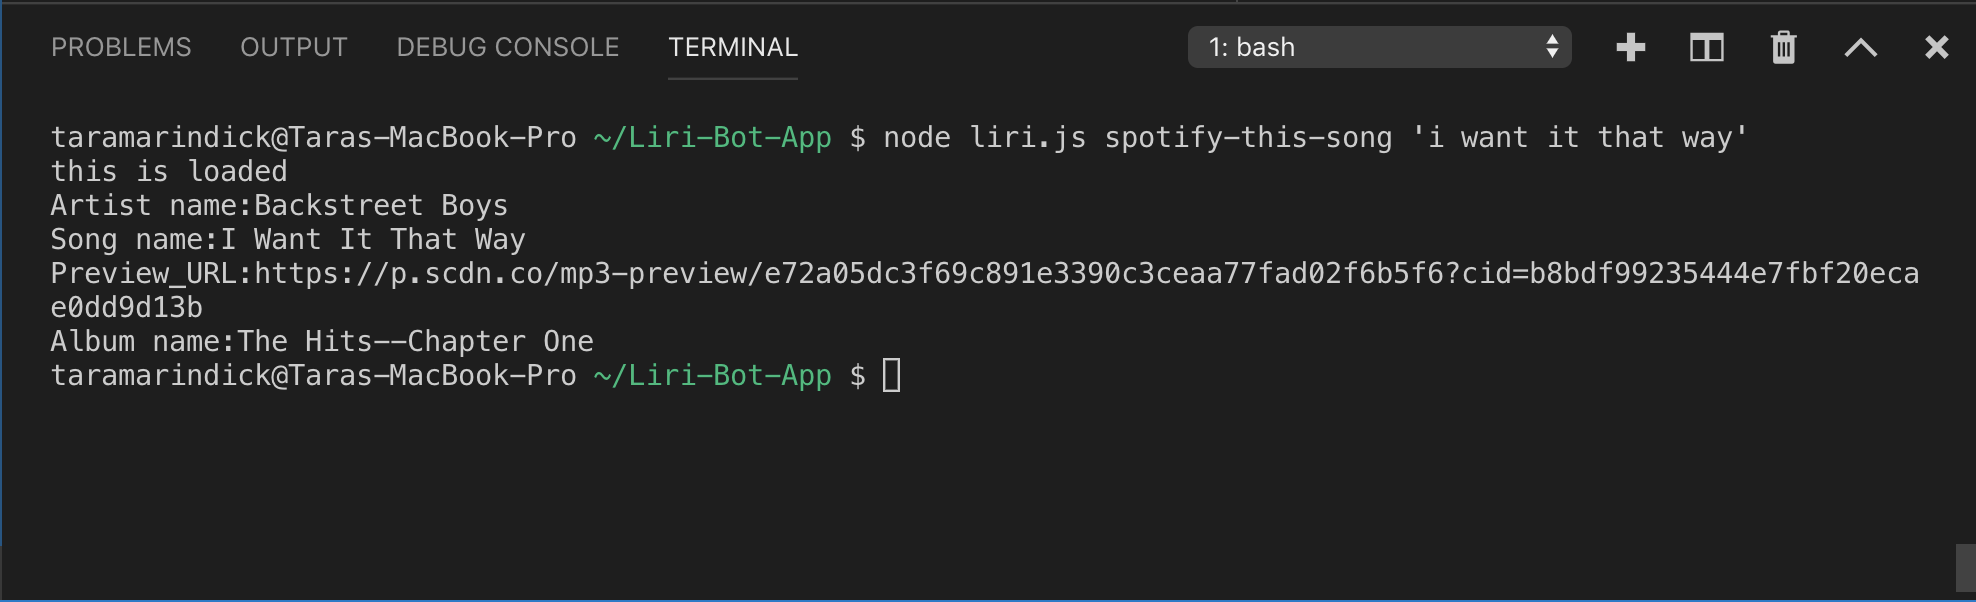 PROBLEMS OUTPUT DEBUG CONSOLE TERMINAL 1: bash
taramarindick@Taras-MacBook-Pro ~/Liri-Bot-App $ node liri.js spotify-this-song 'i want it that way'
this is loaded
Artist name:Backstreet Boys
Song name:I Want It That Way
Preview_URL:https://p.scdn.co/mp3-preview/e72a05dc3f69c891e3390c3ceaa77fad02f6b5f6?cid=b8bdf99235444e7fbf20eca
e0dd9d13b
Album name:The Hits--Chapter One
taramarindick@Taras-MacBook-Pro ~/Liri-Bot-App $